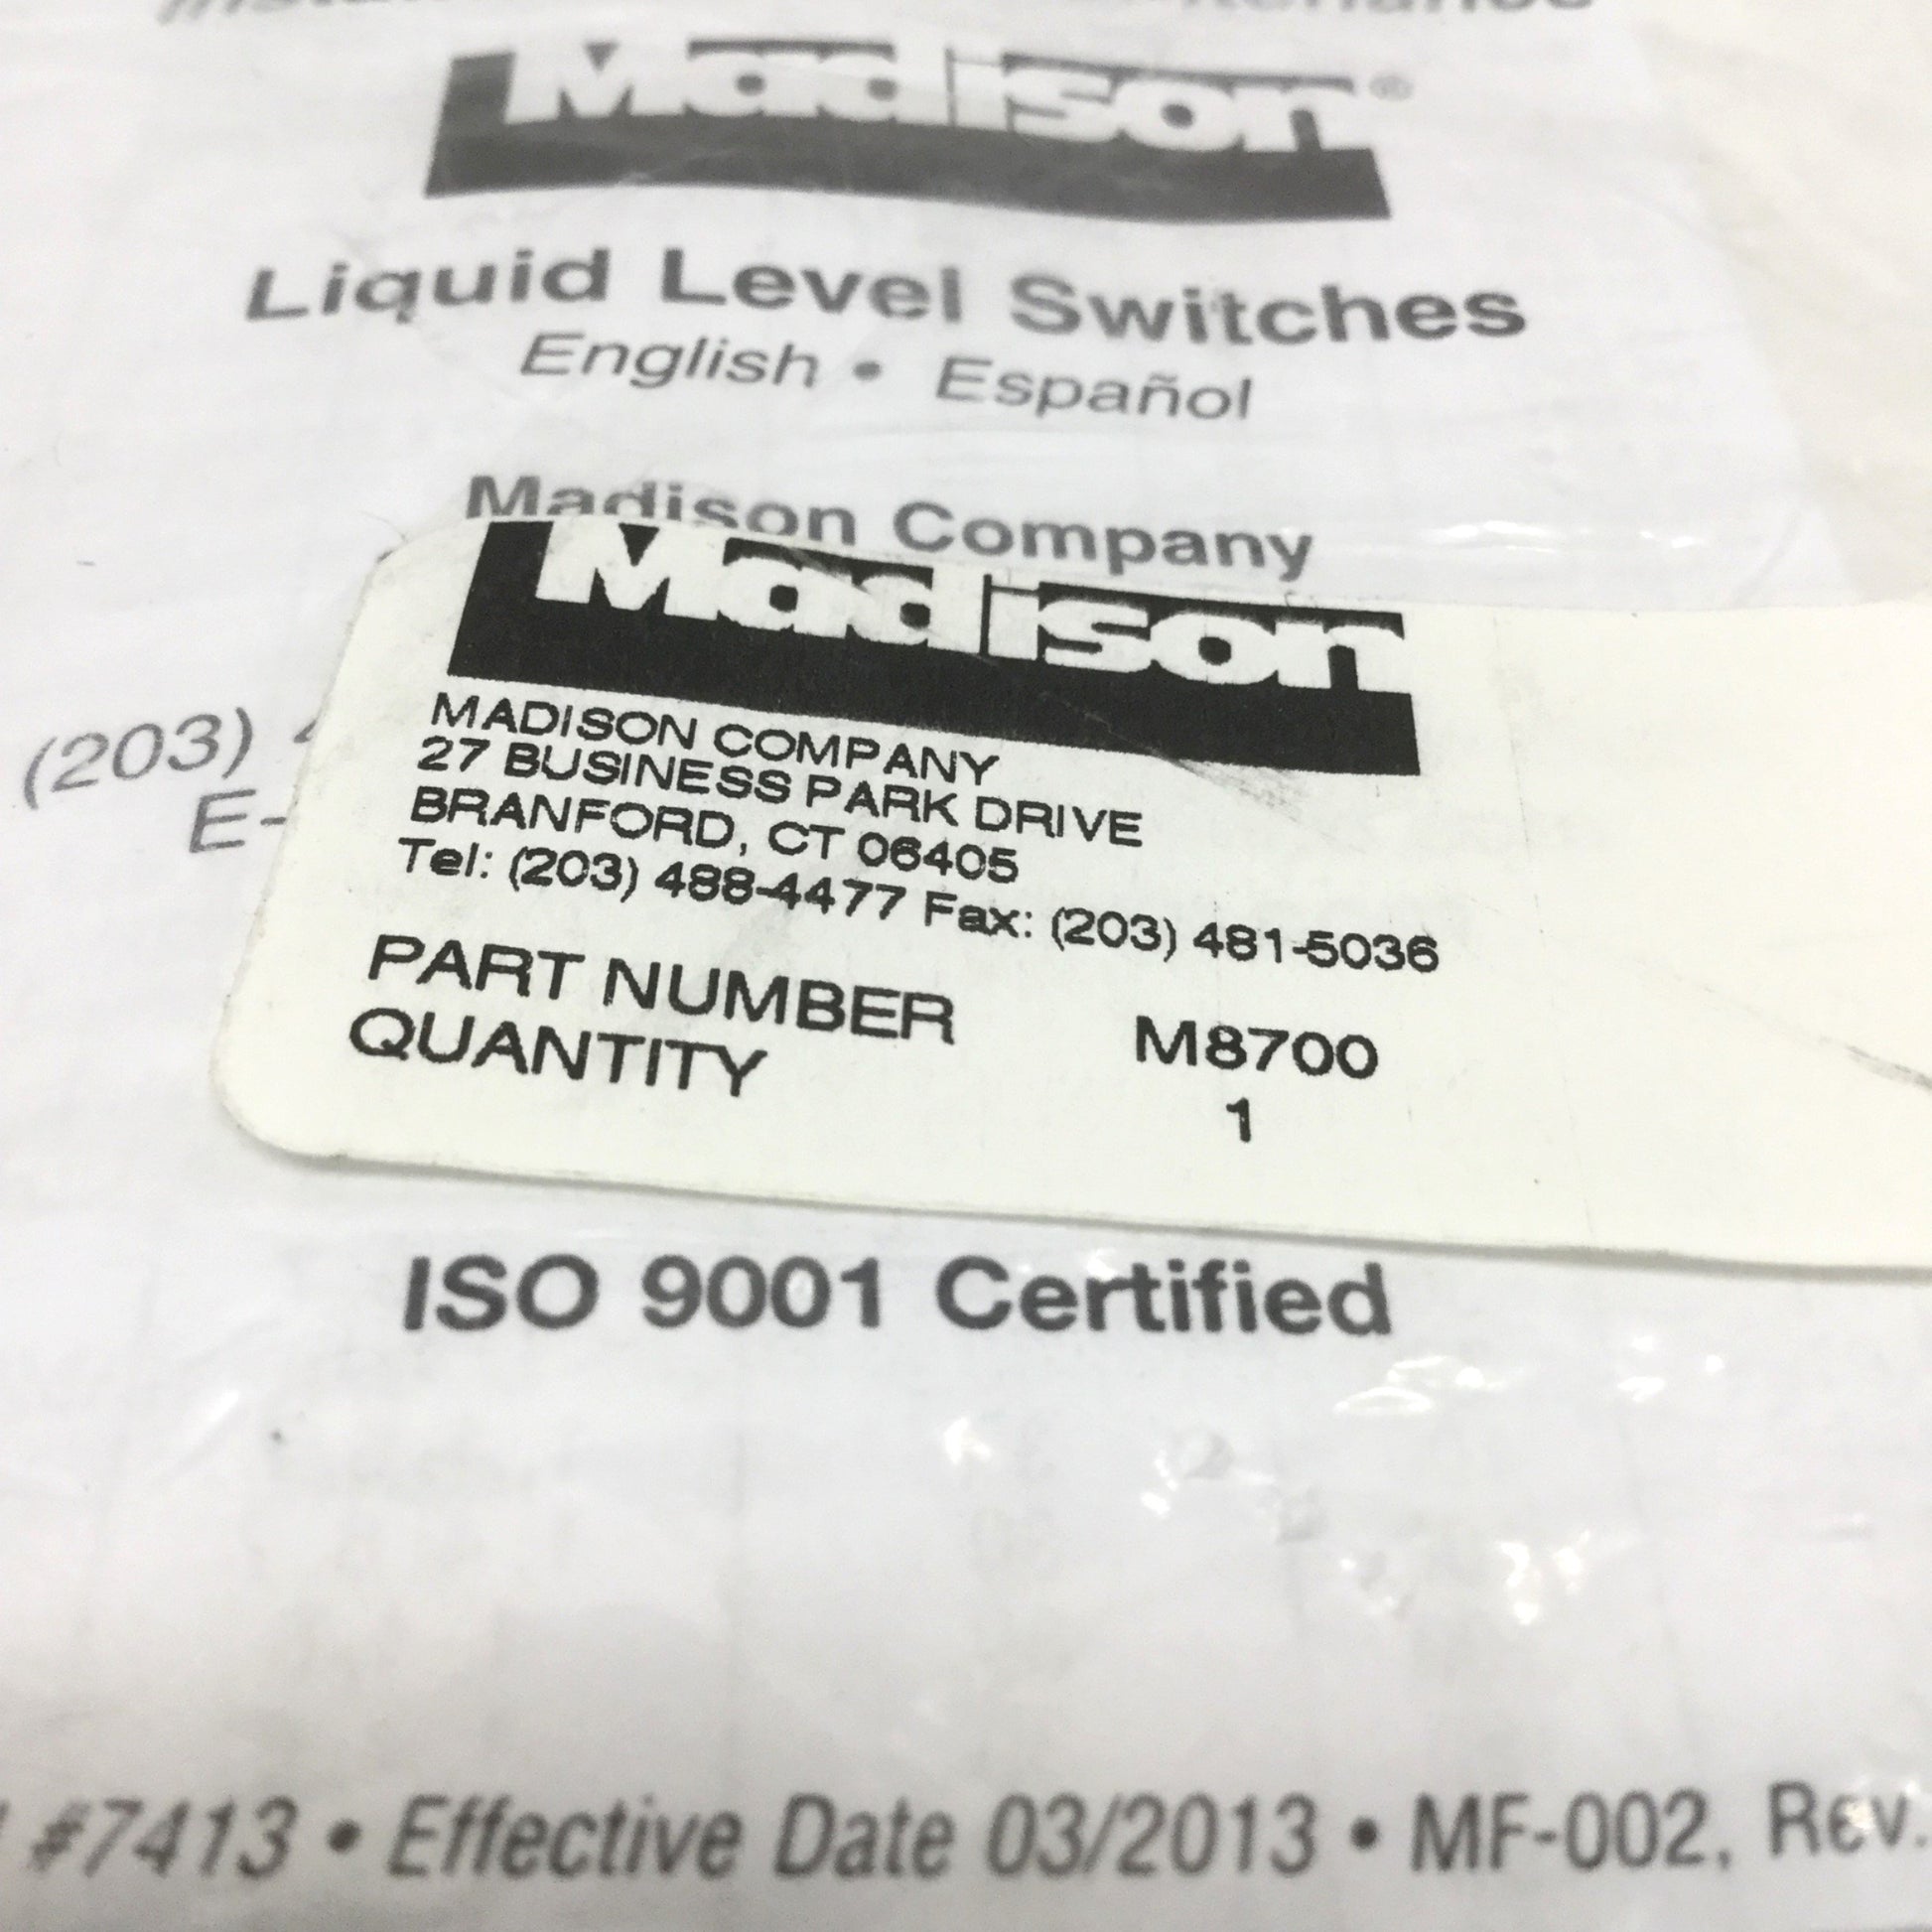 Madison®
Liquid Level Switches
English • Español
Madison Company
Madison
MADISON COMPANY
27 BUSINESS PARK DRIVE
BRANFORD, CT 06405
Tel: (203) 488-4477 Fax: (203) 481-5036
(203)
E-
PART NUMBER M8700
QUANTITY 1
ISO 9001 Certified
#7413 • Effective Date 03/2013 • MF-002, Rev.